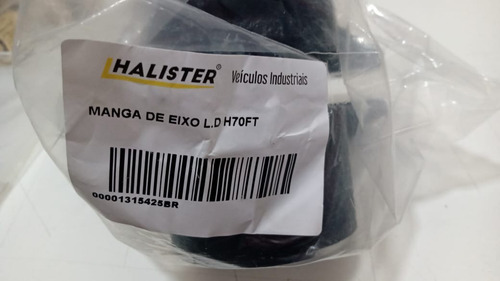 HALISTER® Veículos Industriais
MANGA DE EIXO L.D H70FT
00001315425BR